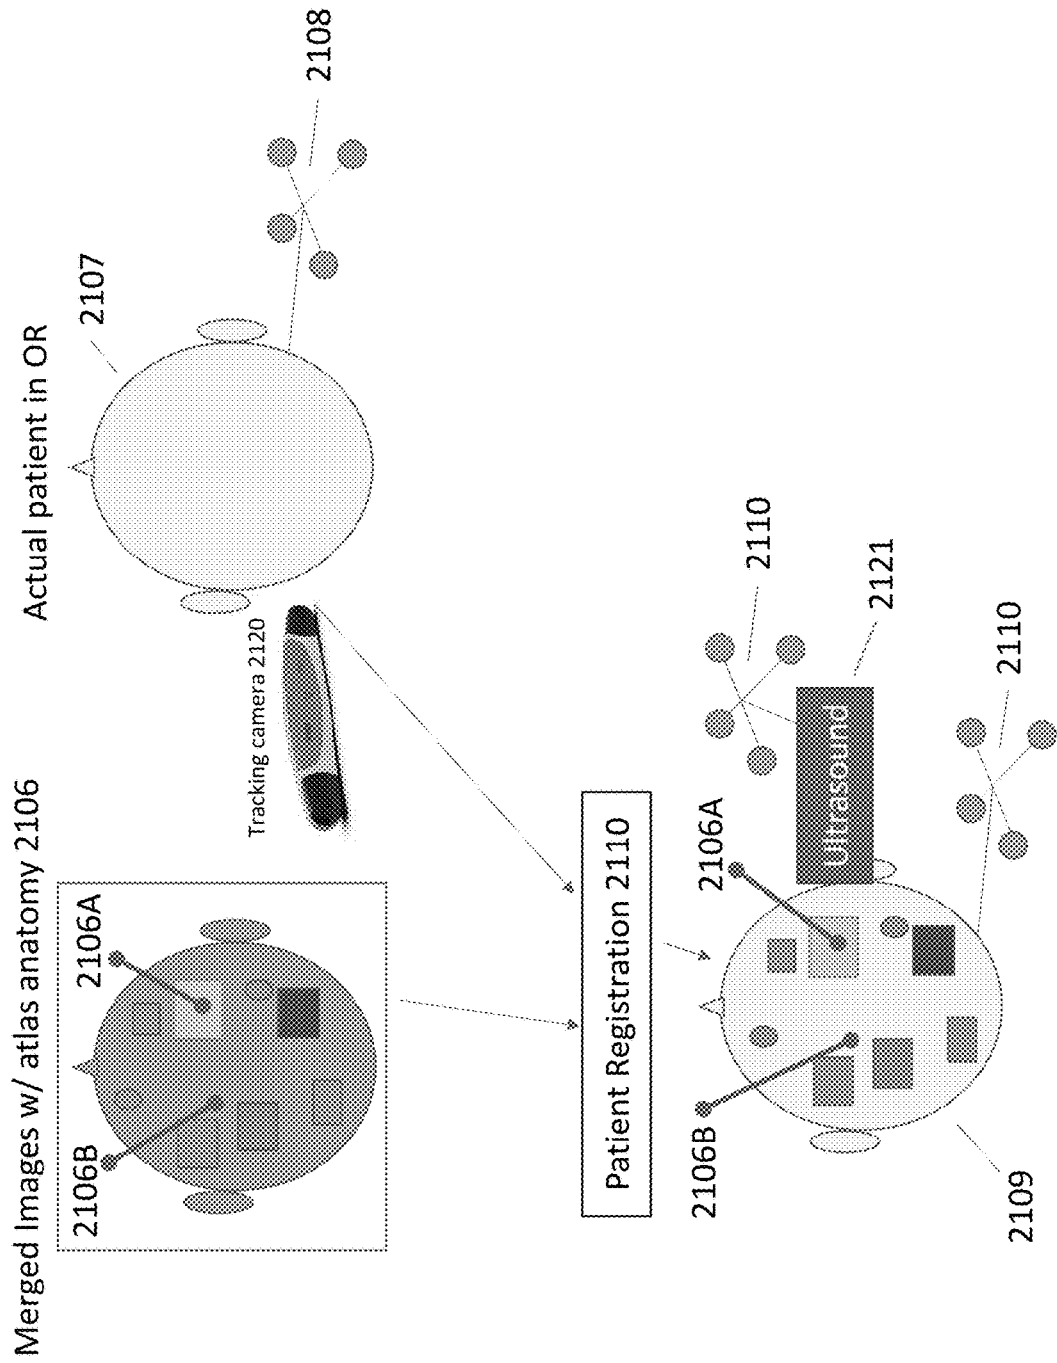 Merged Images w/ atlas anatomy 2106
2106B
2106A
Actual patient in OR
2107
2108
Tracking camera 2120
Patient Registration 2110
2106B
2106A
2110
Ultrasound
2121
2110
2109